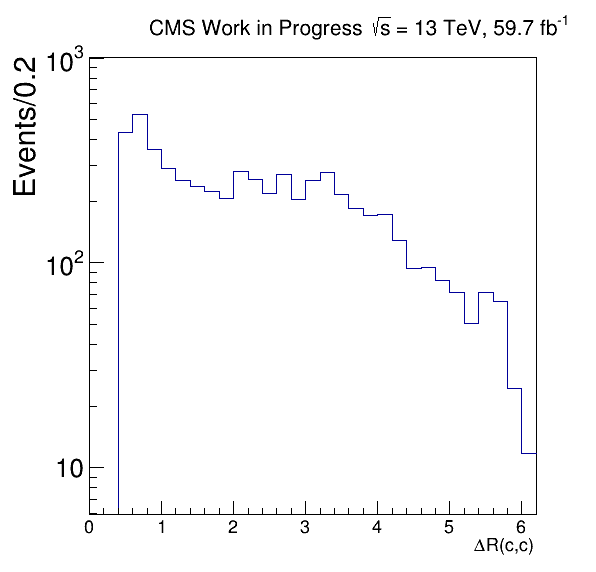 CMS Work in Progress √s = 13 TeV, 59.7 fb⁻¹
Events/0.2
10³
10²
10
0 1 2 3 4 5 6
ΔR(c,c)